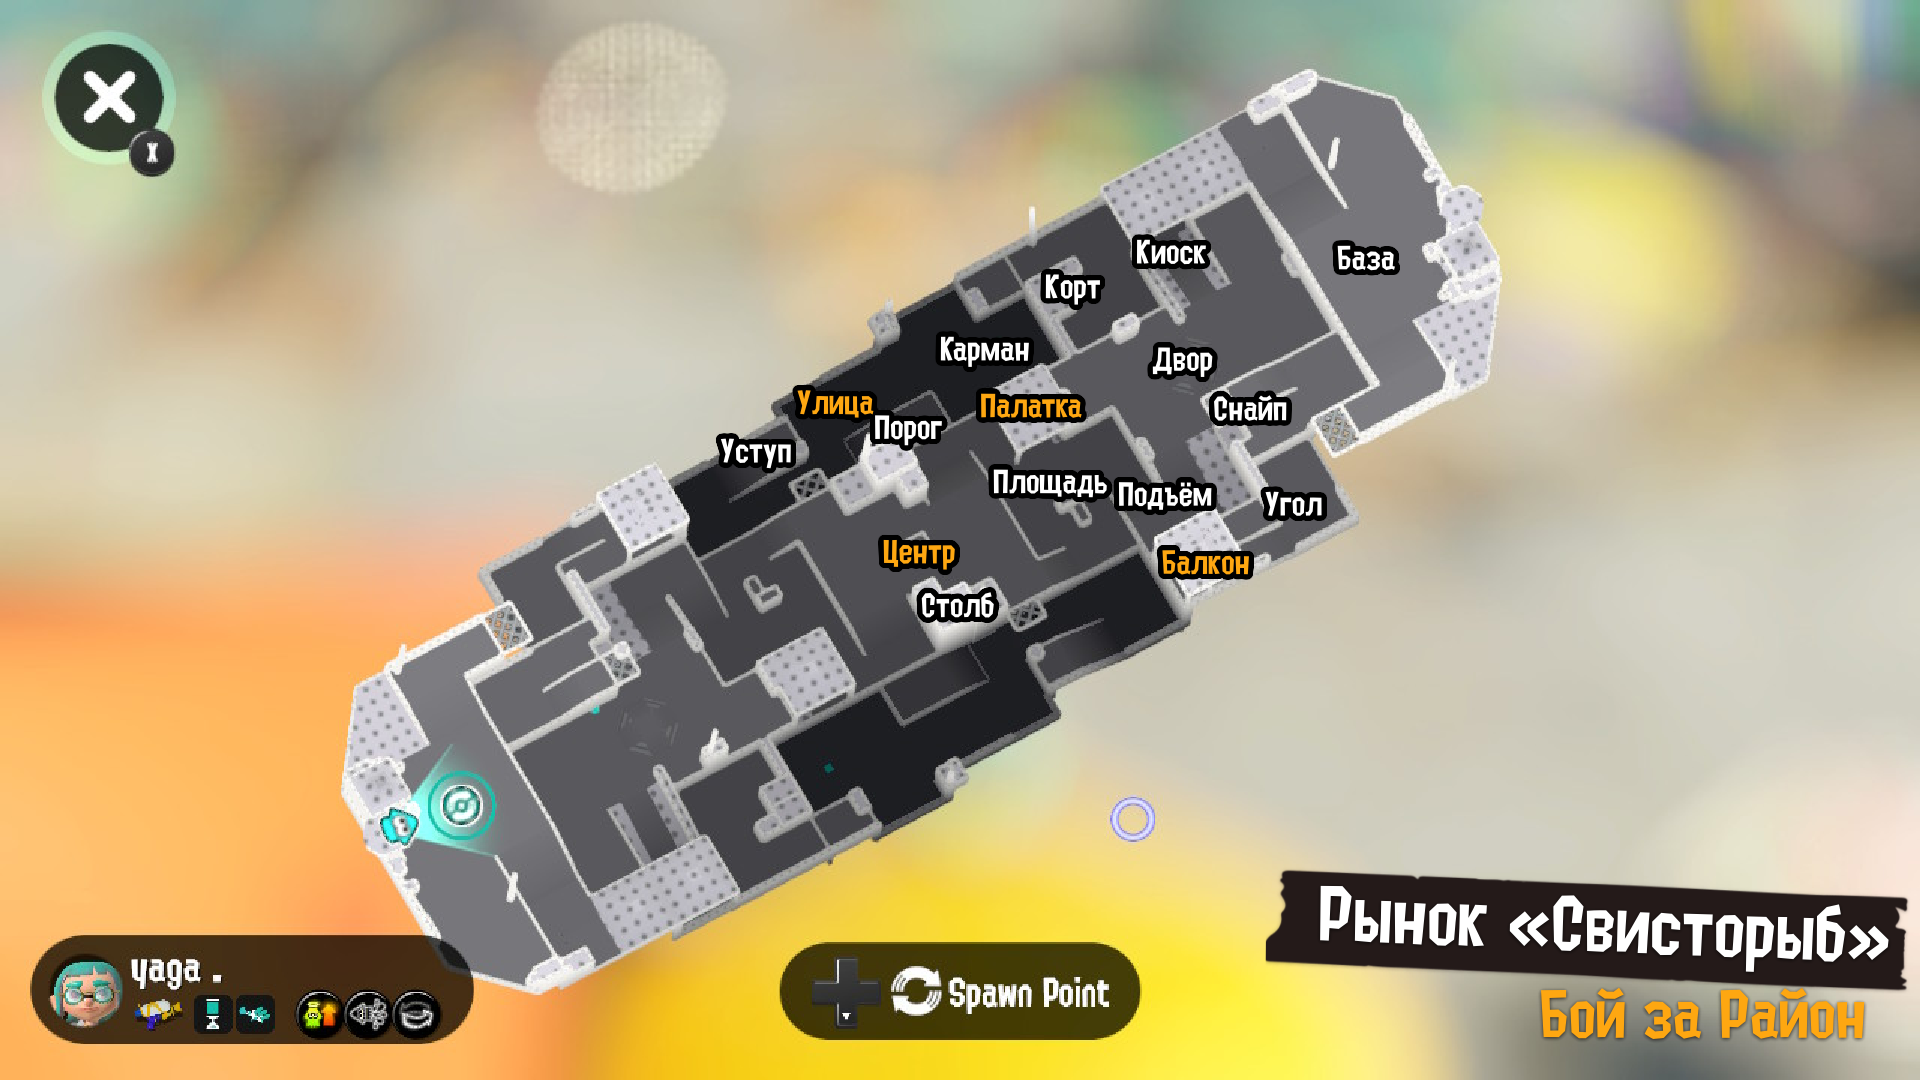 X
Киоск
База
Корт
Карман
Двор
Улица
Палатка
Снайп
Порог
Уступ
Площадь
Подъём
Угол
Центр
Балкон
Столб
Рынок «Свисторыб»
Бой за Район
yaga .
Spawn Point